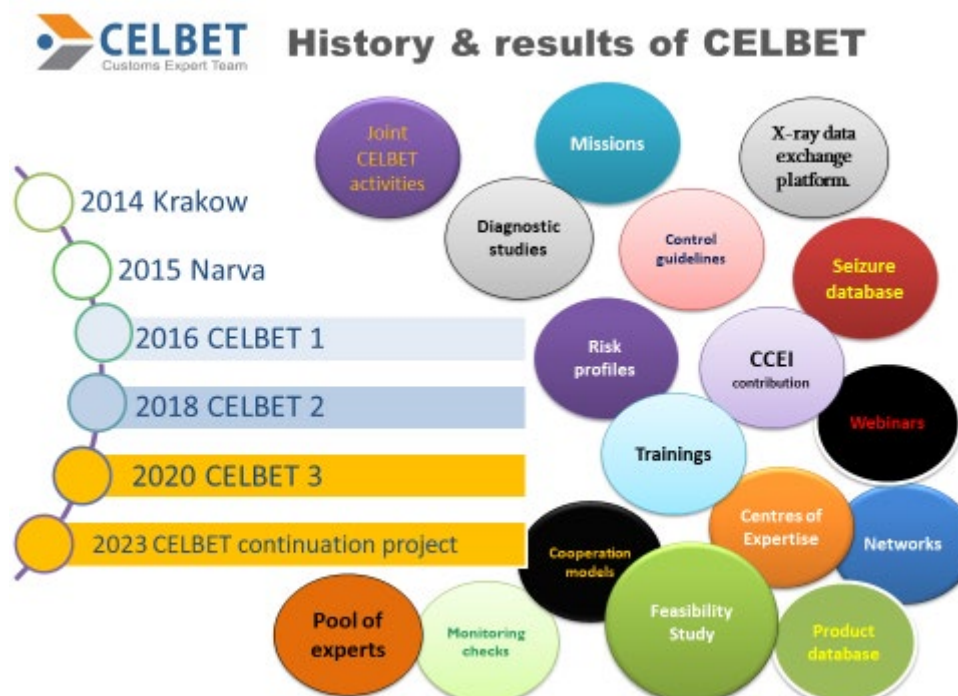 CELBET
Customs Expert Team
History & results of CELBET
2014 Krakow
2015 Narva
2016 CELBET 1
2018 CELBET 2
2020 CELBET 3
2023 CELBET continuation project
Joint
CELBET
activities
Missions
X-ray data
exchange
platform.
Diagnostic
studies
Control
guidelines
Seizure
database
Risk
profiles
CCEI
contribution
Webinars
Trainings
Centres of
Expertise
Networks
Cooperation
models
Feasibility
Study
Pool of
experts
Monitoring
checks
Product
database